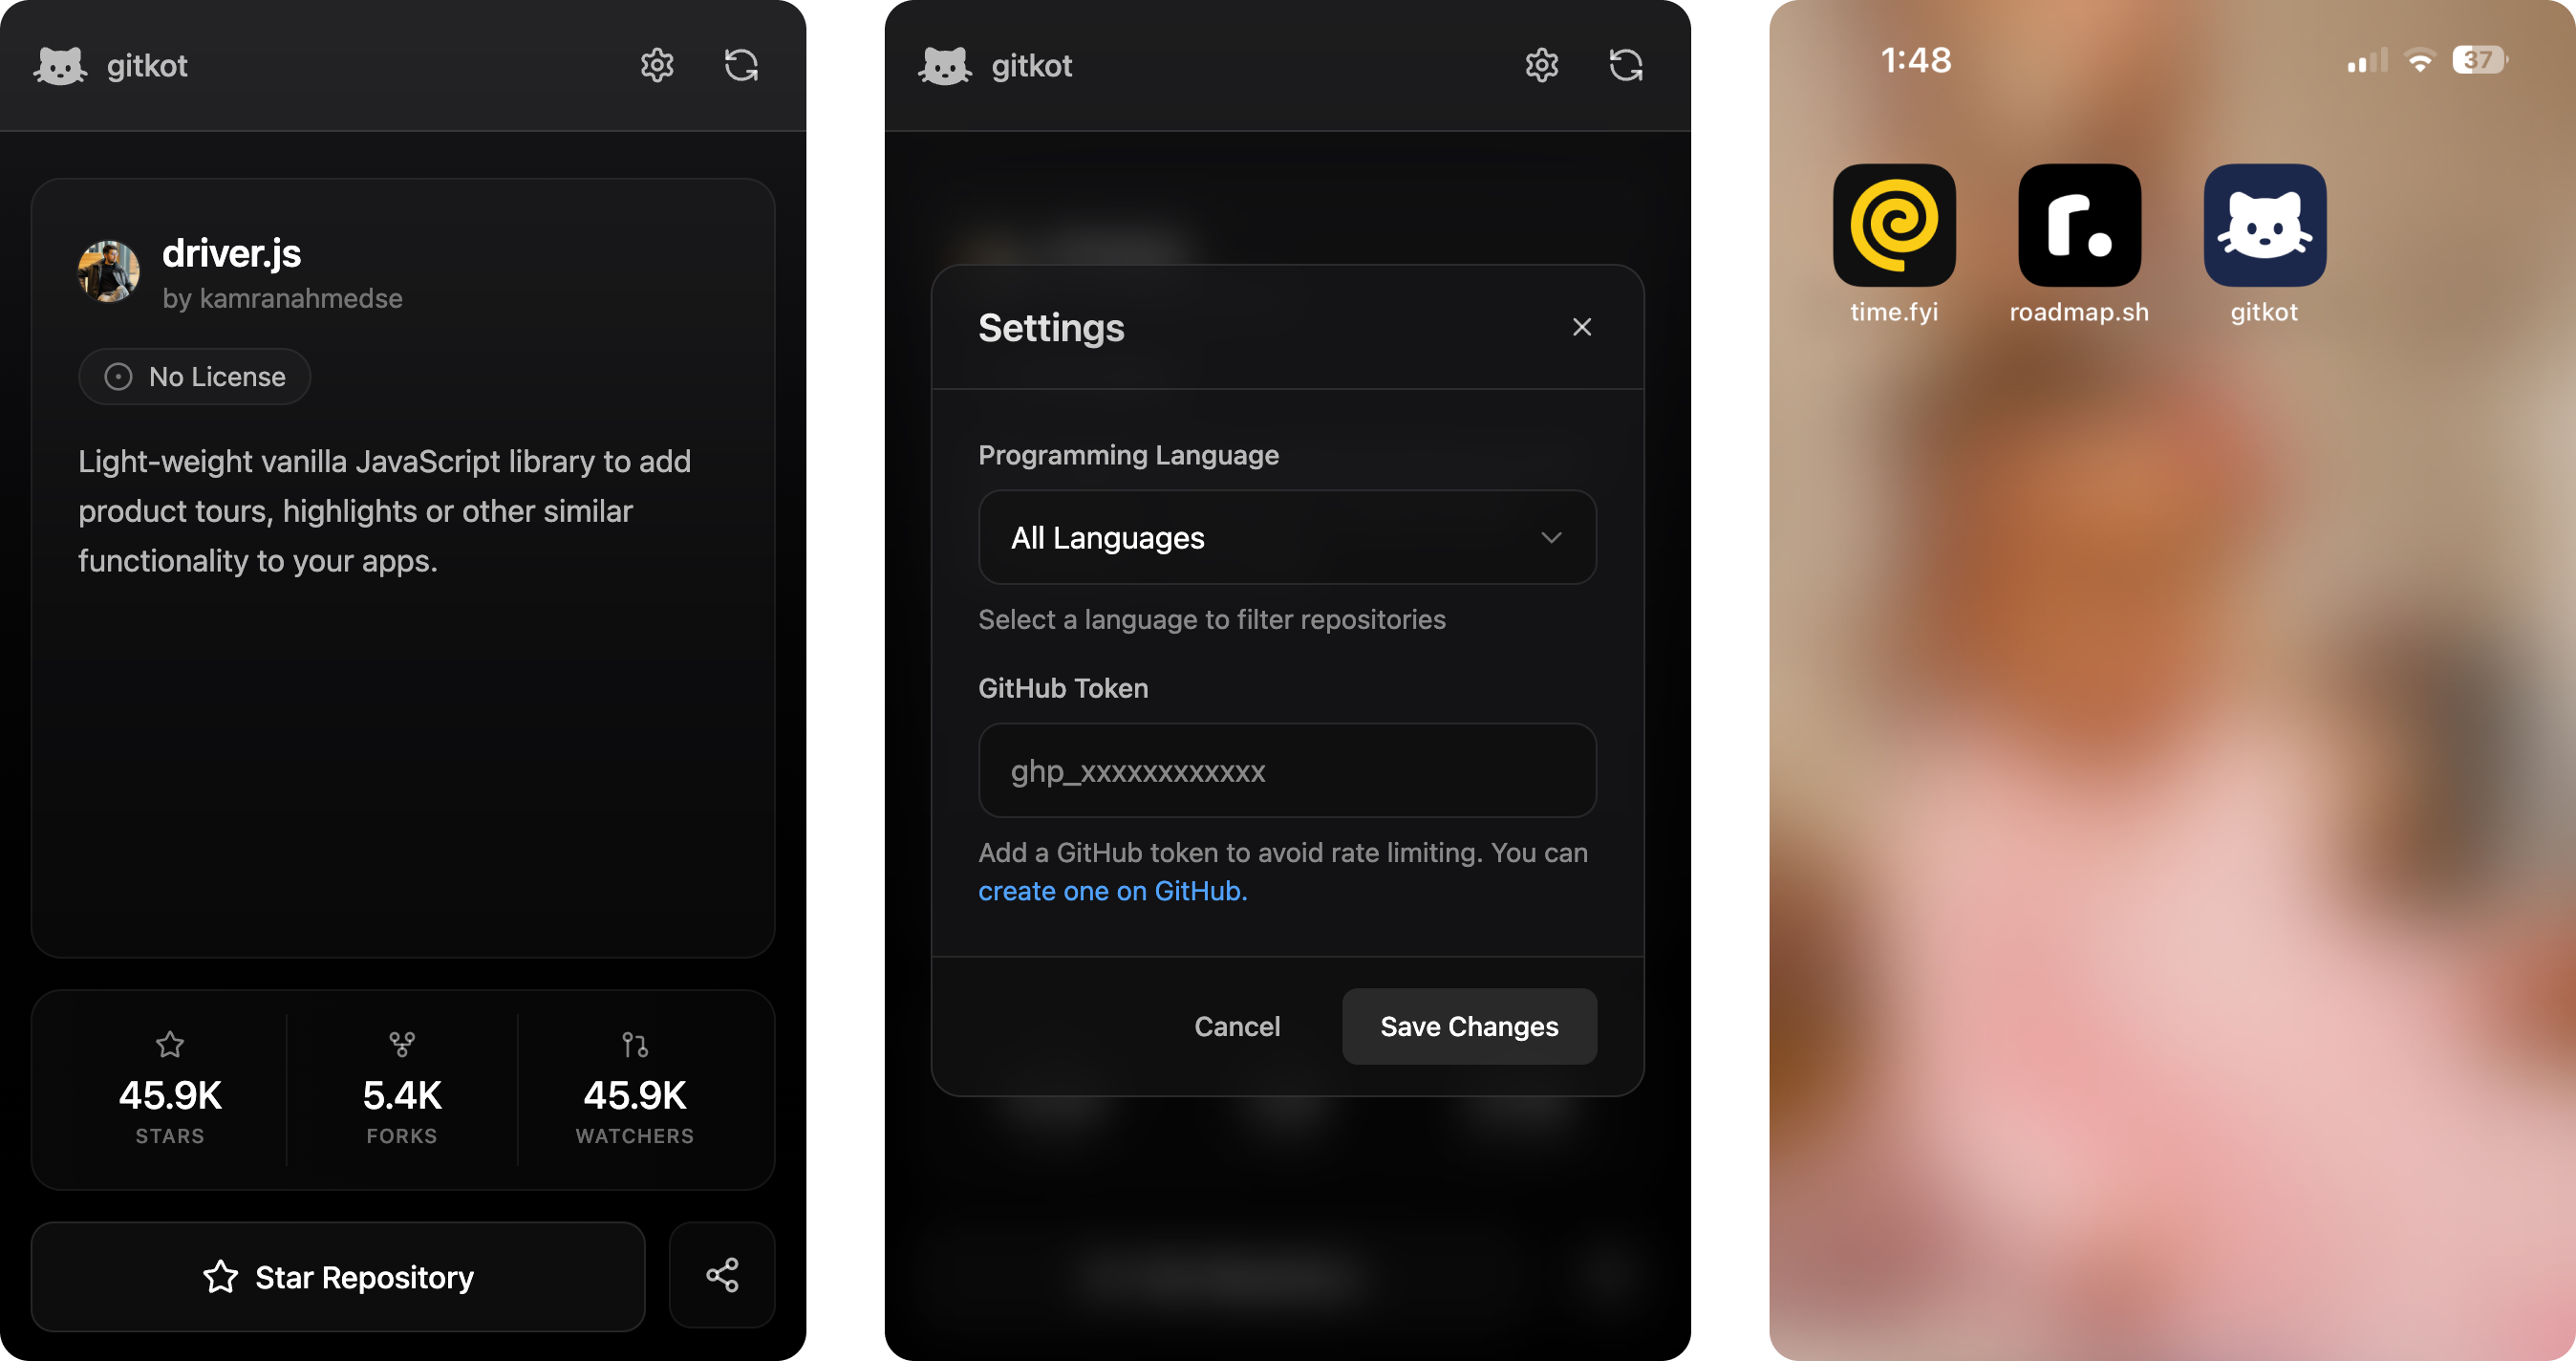 gitkot
driver.js
by kamranahmedse
No License
Light-weight vanilla JavaScript library to add
product tours, highlights or other similar
functionality to your apps.
45.9K
STARS
5.4K
FORKS
45.9K
WATCHERS
Star Repository
gitkot
Settings
Programming Language
All Languages
Select a language to filter repositories
GitHub Token
ghp_xxxxxxxxxxxx
Add a GitHub token to avoid rate limiting. You can
create one on GitHub.
Cancel
Save Changes
1:48
37
r.
time.fyi
roadmap.sh
gitkot